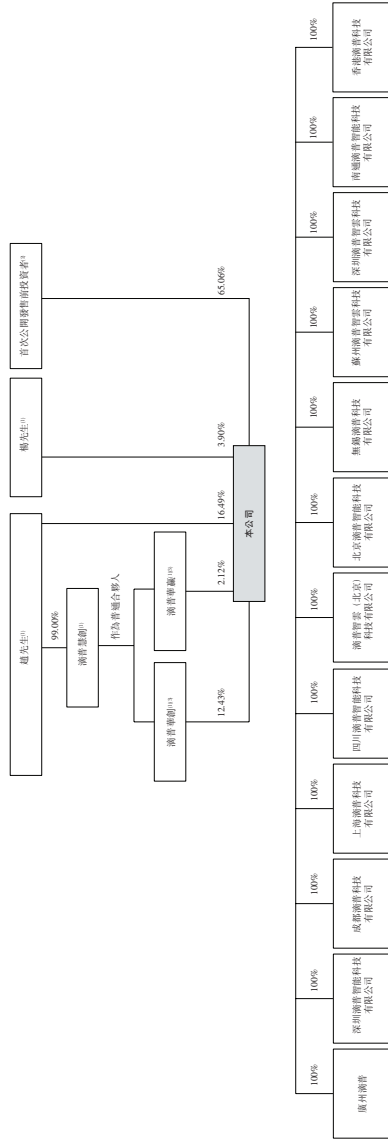 趙先生⁽¹⁾
楊先生⁽¹⁾
首次公開發售前投資者⁽³⁾
99.00%
滴普慧創⁽¹⁾
作為普通合夥人
滴普華創⁽¹⁾⁽²⁾
滴普華贏⁽¹⁾⁽²⁾
12.43%
2.12%
16.49%
3.90%
65.06%
本公司
100%
100%
100%
100%
100%
100%
100%
100%
100%
100%
100%
100%
廣州滴普
深圳滴普智能科技
有限公司
成都滴普科技
有限公司
上海滴普科技
有限公司
四川滴普智能科技
有限公司
滴普智雲（北京）
科技有限公司
北京滴普智能科技
有限公司
無錫滴普科技
有限公司
蘇州滴普智雲科技
有限公司
深圳滴普智雲科技
有限公司
南通滴普智能科技
有限公司
香港滴普科技
有限公司